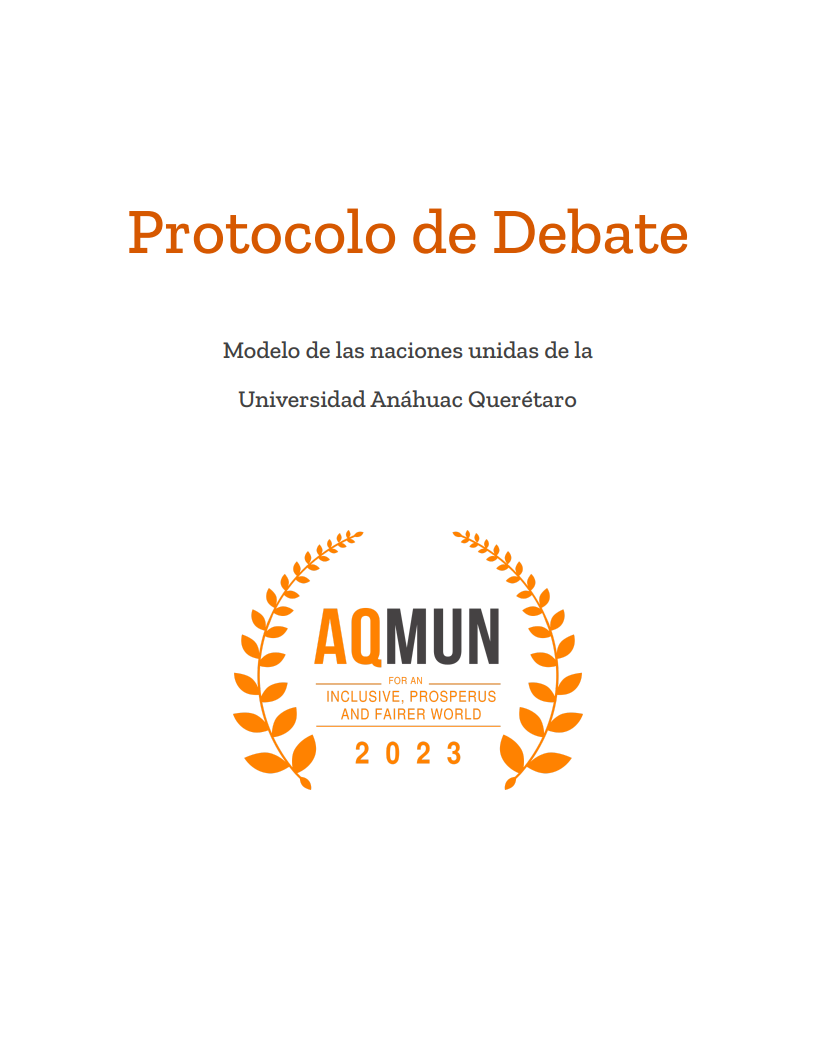 Protocolo de Debate
Modelo de las naciones unidas de la
Universidad Anáhuac Querétaro
AQMUN
FOR AN
INCLUSIVE, PROSPERUS
AND FAIRER WORLD
2023